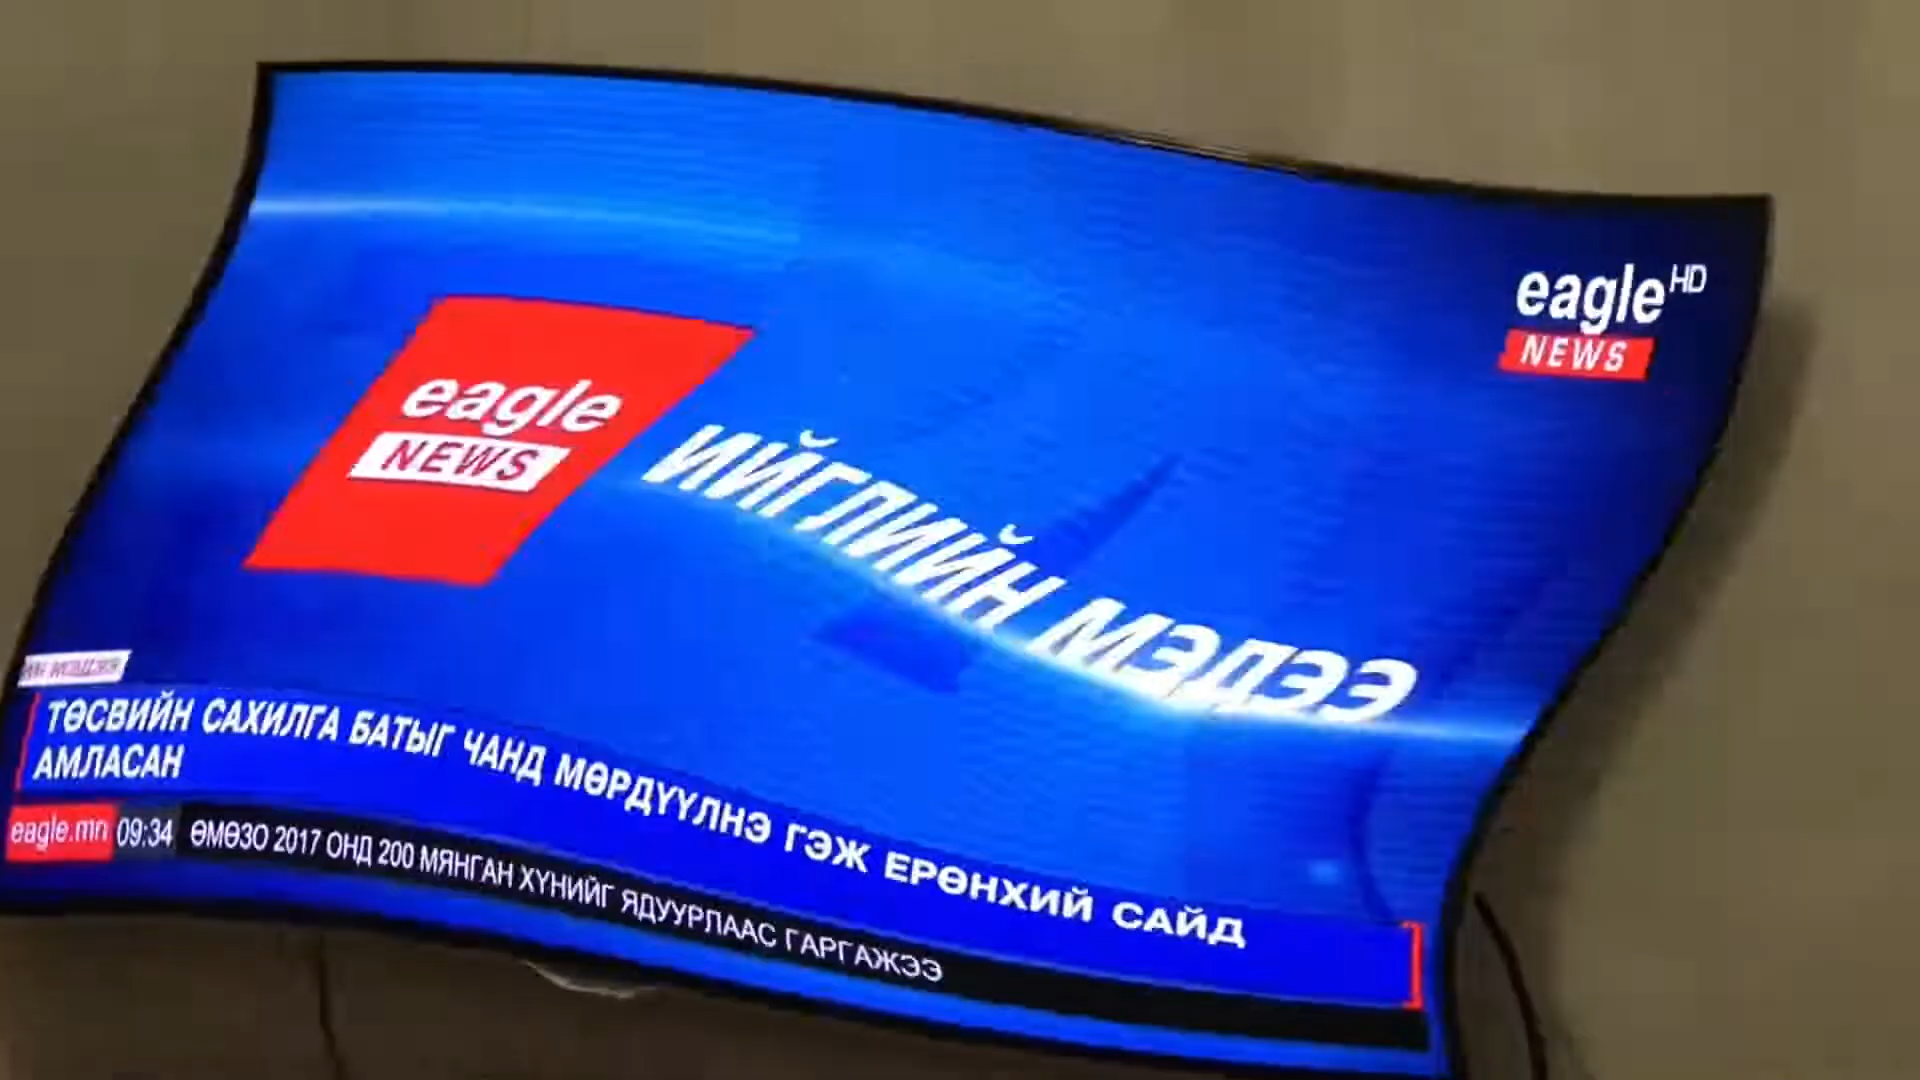 eagle HD
NEWS
eagle
NEWS
ИЙГЛИЙН МЭДЭЭ
ТӨСВИЙН САХИЛГА БАТЫГ ЧАНД МӨРДҮҮЛНЭ ГЭЖ ЕРӨНХИЙ САЙД
АМЛАСАН
eagle.mn 09:34 ӨМӨЗО 2017 ОНД 200 МЯНГАН ХҮНИЙГ ЯДУУРЛААС ГАРГАЖЭЭ